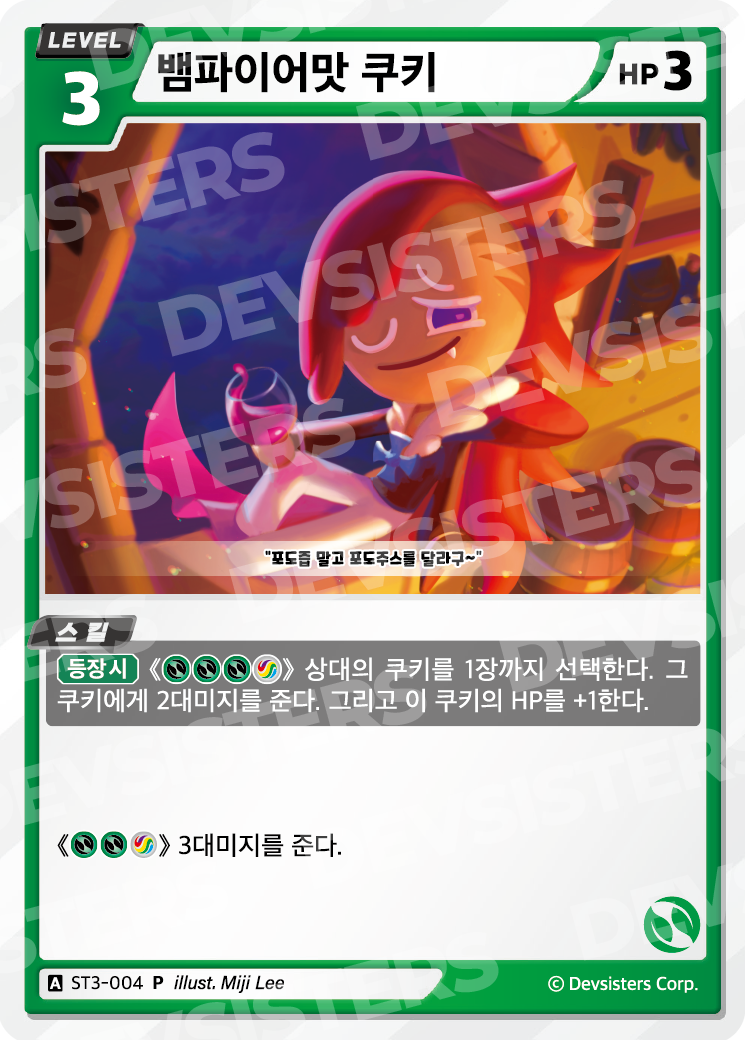 LEVEL
3
뱀파이어맛 쿠키
HP 3
"포도즙 말고 포도주스를 달라구~"
스킬
등장시 《》 상대의 쿠키를 1장까지 선택한다. 그
쿠키에게 2대미지를 준다. 그리고 이 쿠키의 HP를 +1한다.
《》 3대미지를 준다.
A ST3-004 P illust. Miji Lee
© Devsisters Corp.
DEVSISTERS